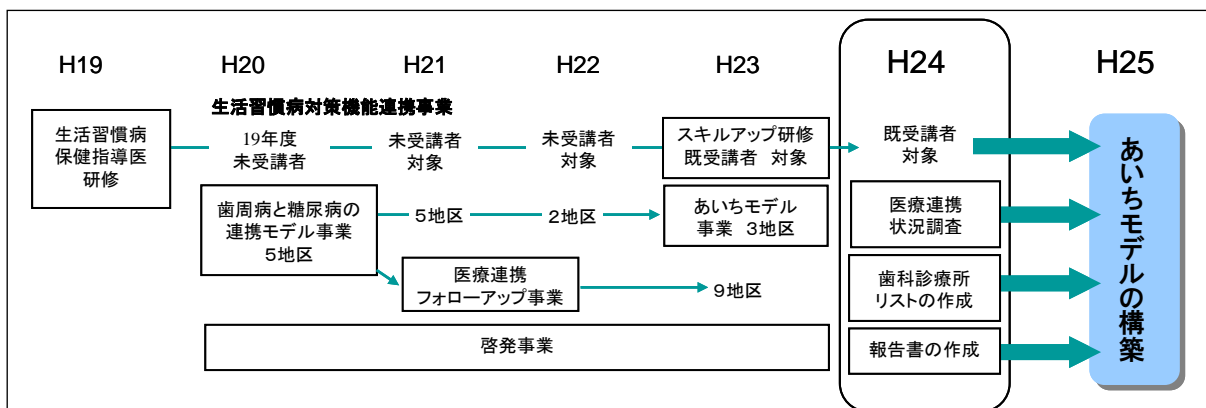 H19
H20
H21
H22
H23
H24
H25
生活習慣病対策機能連携事業
生活習慣病
保健指導医
研修
19年度
未受講者
未受講者
対象
未受講者
対象
スキルアップ研修
既受講者 対象
既受講者
対象
歯周病と糖尿病の
連携モデル事業
5地区
5地区
2地区
あいちモデル
事業 3地区
医療連携
状況調査
医療連携
フォローアップ事業
9地区
歯科診療所
リストの作成
啓発事業
報告書の作成
あいちモデルの構築